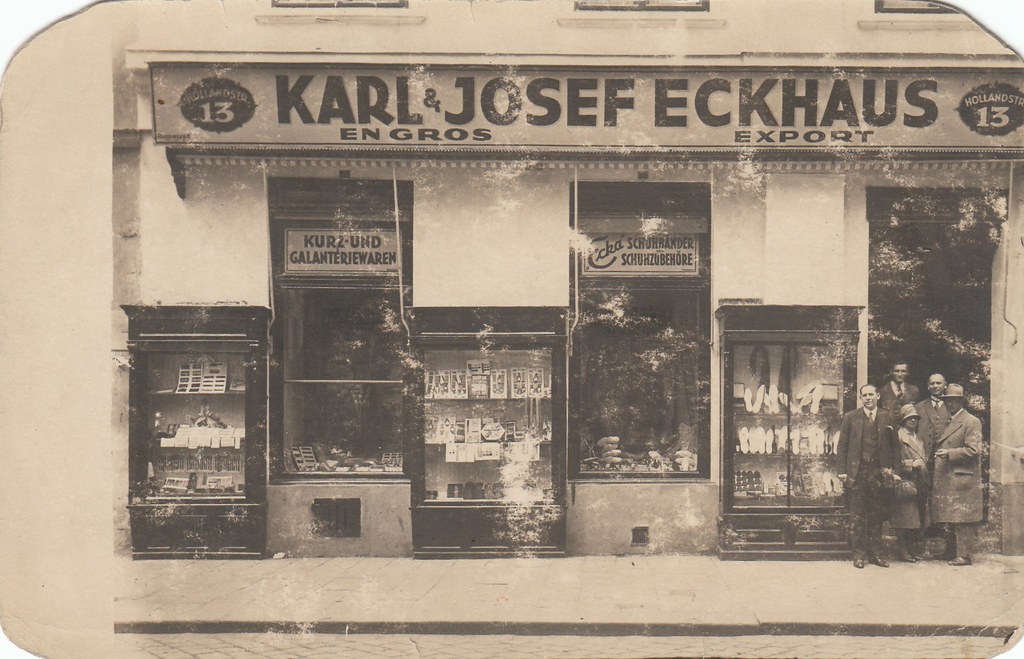 HOLLANDSTR.
13
KARL & JOSEF ECKHAUS
EN GROS EXPORT
HOLLANDSTR.
13
KURZ- UND
GALANTERIEWAREN
Ecka SCHUHBÄNDER
SCHUHZUBEHÖRE